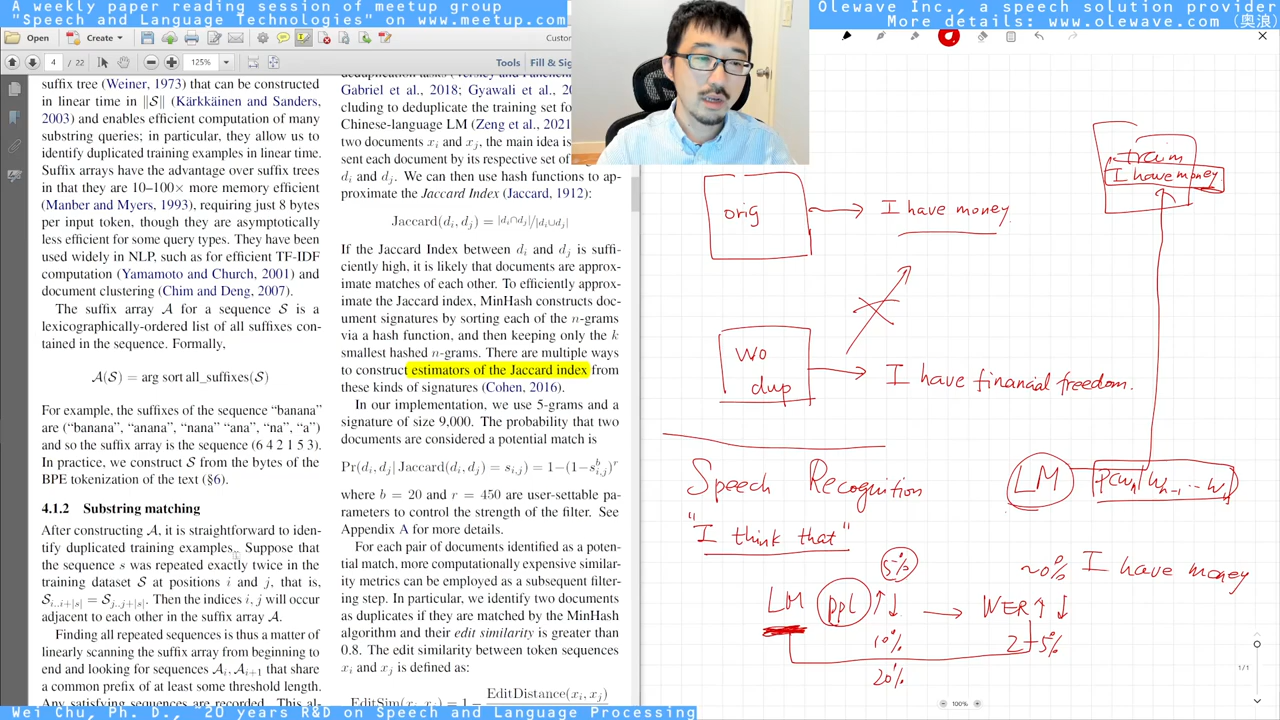 A weekly paper reading session of meetup group
"Speech and Language Technologies" on www.meetup.com
Olewave Inc., a speech solution provider
More details: www.olewave.com (奥浪)
Open
Create
4 / 22
125%
Custom
Tools
Fill & Sig
suffix tree (Weiner, 1973) that can be constructed
in linear time in ||S|| (Kärkkäinen and Sanders,
2003) and enables efficient computation of many
substring queries; in particular, they allow us to
identify duplicated training examples in linear time.
Suffix arrays have the advantage over suffix trees
in that they are 10–100× more memory efficient
(Manber and Myers, 1993), requiring just 8 bytes
per input token, though they are asymptotically
less efficient for some query types. They have been
used widely in NLP, such as for efficient TF-IDF
computation (Yamamoto and Church, 2001) and
document clustering (Chim and Deng, 2007).
The suffix array A for a sequence S is a
lexicographically-ordered list of all suffixes con-
tained in the sequence. Formally,
A(S) = arg sort all_suffixes(S)
For example, the suffixes of the sequence “banana”
are (“banana”, “anana”, “nana” “ana”, “na”, “a”)
and so the suffix array is the sequence (6 4 2 1 5 3).
In practice, we construct S from the bytes of the
BPE tokenization of the text (§6).
4.1.2 Substring matching
After constructing A, it is straightforward to iden-
tify duplicated training examples. Suppose that
the sequence s was repeated exactly twice in the
training dataset S at positions i and j, that is,
S i..i+|s| = S j..j+|s|. Then the indices i, j will occur
adjacent to each other in the suffix array A.
Finding all repeated sequences is thus a matter of
linearly scanning the suffix array from beginning to
end and looking for sequences A i, A i+1 that share
a common prefix of at least some threshold length.
Any satisfying sequences are recorded. This al-
Gabriel et al., 2018; Gyawali et al., 20
cluding to deduplicate the training set for
Chinese-language LM (Zeng et al., 2021
two documents x i and x j, the main idea is
sent each document by its respective set of
d i and d j. We can then use hash functions to ap-
proximate the Jaccard Index (Jaccard, 1912):
Jaccard(d i, d j) = |d i∩d j|/|d i∪d j|
If the Jaccard Index between d i and d j is suffi-
ciently high, it is likely that documents are approx-
imate matches of each other. To efficiently approx-
imate the Jaccard index, MinHash constructs doc-
ument signatures by sorting each of the n-grams
via a hash function, and then keeping only the k
smallest hashed n-grams. There are multiple ways
to construct estimators of the Jaccard index from
these kinds of signatures (Cohen, 2016).
In our implementation, we use 5-grams and a
signature of size 9,000. The probability that two
documents are considered a potential match is
Pr(d i, d j| Jaccard(d i, d j) = s i,j) = 1−(1−s i,j^b)^r
where b = 20 and r = 450 are user-settable pa-
rameters to control the strength of the filter. See
Appendix A for more details.
For each pair of documents identified as a poten-
tial match, more computationally expensive similar-
ity metrics can be employed as a subsequent filter-
ing step. In particular, we identify two documents
as duplicates if they are matched by the MinHash
algorithm and their edit similarity is greater than
0.8. The edit similarity between token sequences
x i and x j is defined as:
EditSim(x i, x j) = 1 − EditDistance(x i, x j)
orig
I have money.
train
I have money
wo
dup
I have financial freedom.
Speech Recognition
"I think that"
LM
P(Wn|Wn-1...W1)
5%
~0% I have money
LM ppl ↑↓ → WER ↑↓
10% 2-5%
20%
1/1
100%
Wei Chu, Ph. D., 20 years R&D on Speech and Language Processing